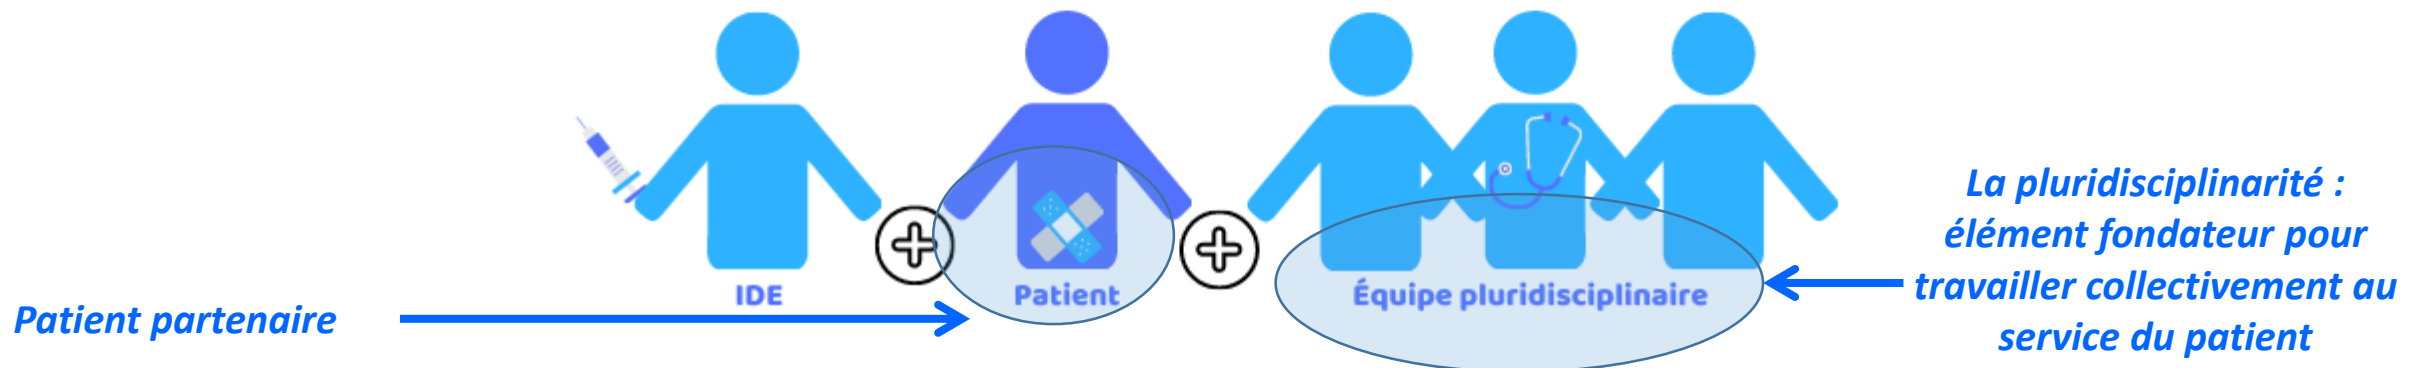 IDE
Patient
Équipe pluridisciplinaire
Patient partenaire
La pluridisciplinarité :
élément fondateur pour
travailler collectivement au
service du patient